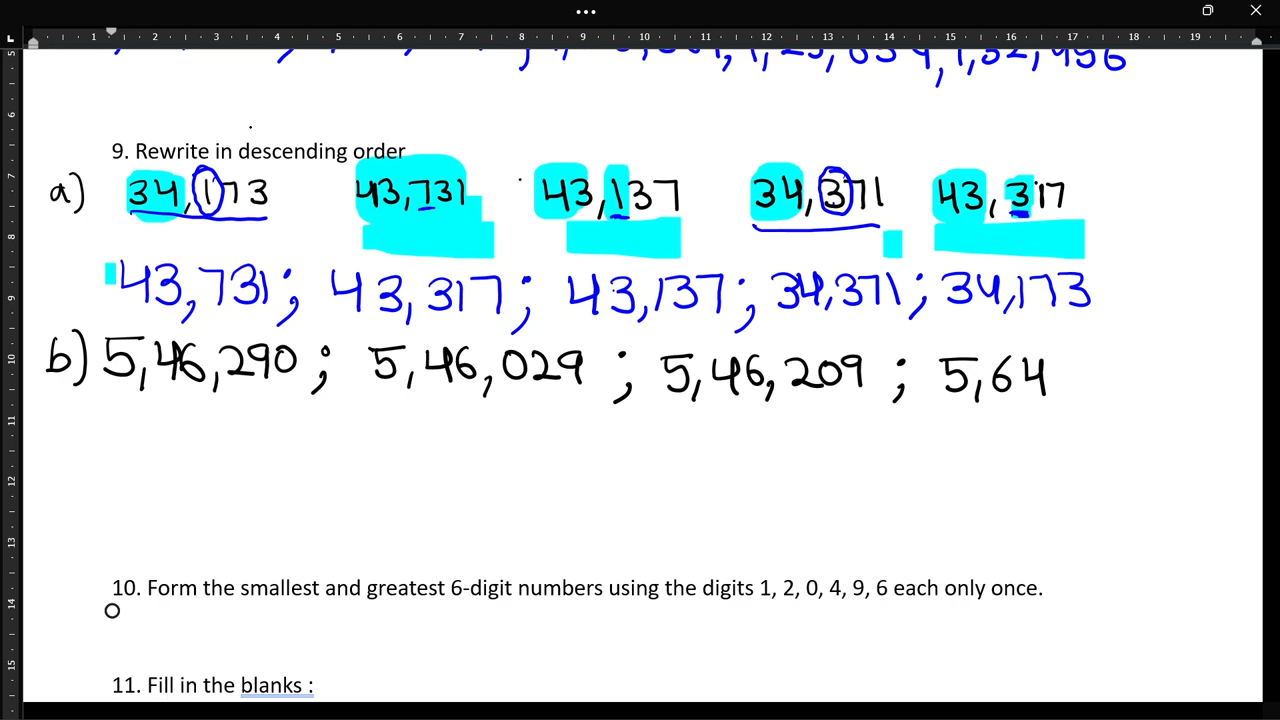 9. Rewrite in descending order
a) 34,173 43,731 43,137 34,371 43,317
43,731; 43,317; 43,137; 34,371; 34,173
b) 5,46,290; 5,46,029; 5,46,209; 5,64
10. Form the smallest and greatest 6-digit numbers using the digits 1, 2, 0, 4, 9, 6 each only once.
11. Fill in the blanks :